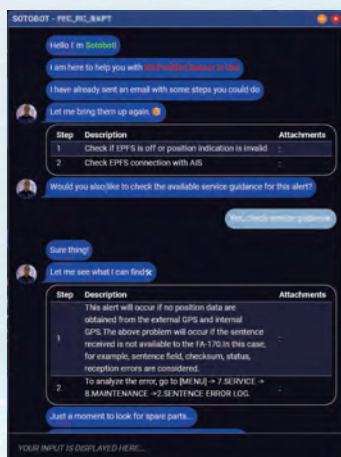 SOTOBOT - FEC_RC_RAPT
Hello I'm Sotobot!
I am here to help you with No Position Sensor in Use
I have already sent an email with some steps you could do
Let me bring them up again.
Step Description Attachments
1 Check if EPFS is off or position indication is invalid -
2 Check EPFS connection with AIS -
Would you also like to check the available service guidance for this alert?
Yes, check service guidance
Sure thing!
Let me see what I can find
Step Description Attachments
This alert will occur if no position data are
obtained from the external GPS and internal
GPS.The above problem will occur if the sentence
1 received is not available to the FA-170.In this case, -
for example, sentence field, checksum, status,
reception errors are considered.
To analyze the error, go to [MENU] -> 7.SERVICE ->
2 8.MAINTENANCE ->2.SENTENCE ERROR LOG. -
Just a moment to look for spare parts...
YOUR INPUT IS DISPLAYED HERE...